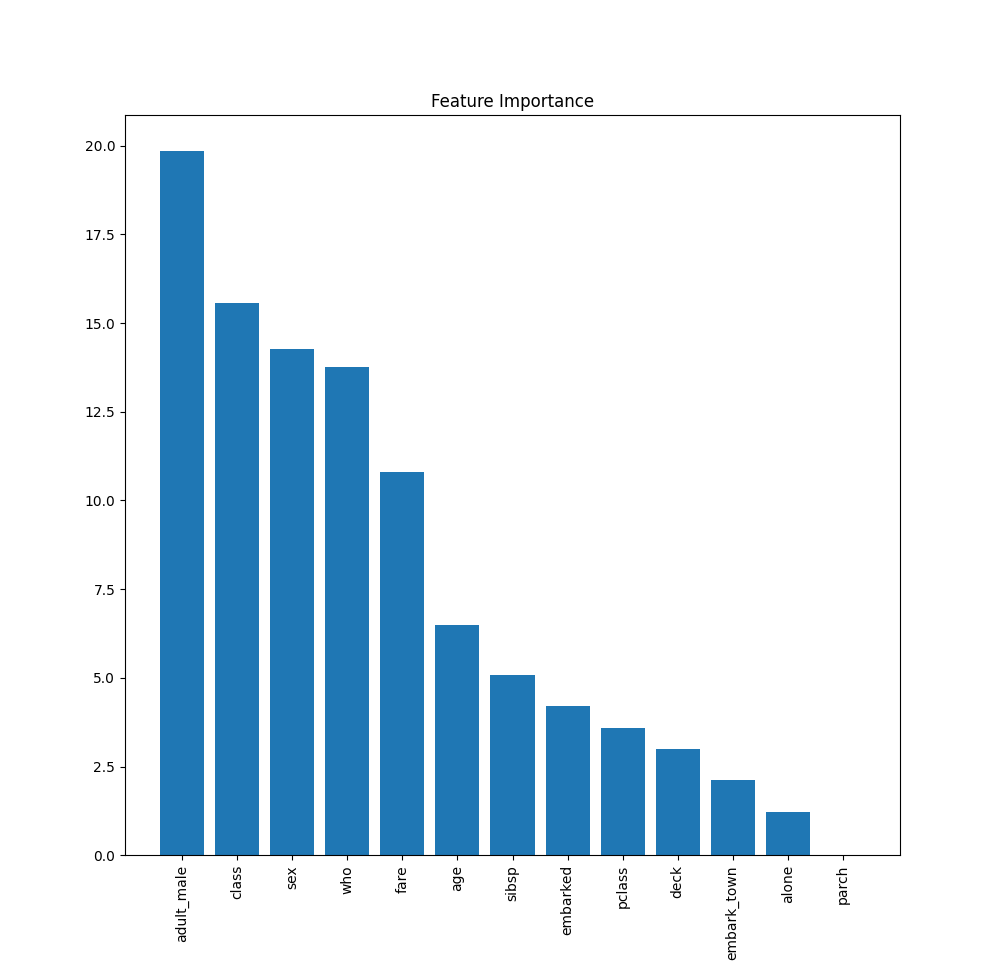 Feature Importance
20.0
17.5
15.0
12.5
10.0
7.5
5.0
2.5
0.0
adult_male
class
sex
who
fare
age
sibsp
embarked
pclass
deck
embark_town
alone
parch